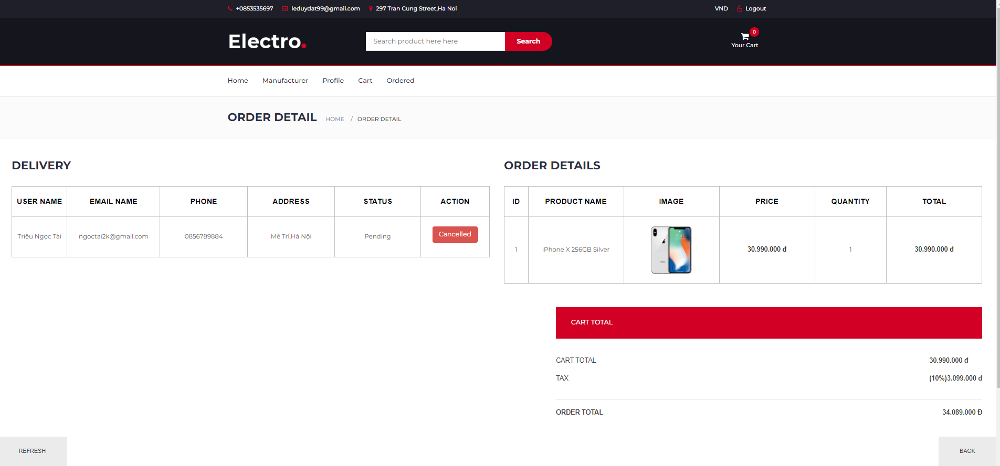 +0853535697 leduydat99@gmail.com 297 Tran Cung Street,Ha Noi VND Logout
Electro. Search product here here Search 0
Your Cart
Home Manufacturer Profile Cart Ordered
ORDER DETAIL HOME / ORDER DETAIL
DELIVERY
USER NAME EMAIL NAME PHONE ADDRESS STATUS ACTION
Triệu Ngọc Tài ngoctai2k@gmail.com 0856789884 Mễ Trì,Hà Nội Pending Cancelled
ORDER DETAILS
ID PRODUCT NAME IMAGE PRICE QUANTITY TOTAL
1 iPhone X 256GB Silver 30.990.000 đ 1 30.990.000 đ
CART TOTAL
CART TOTAL 30.990.000 đ
TAX (10%)3.099.000 đ
ORDER TOTAL 34.089.000 Đ
REFRESH BACK